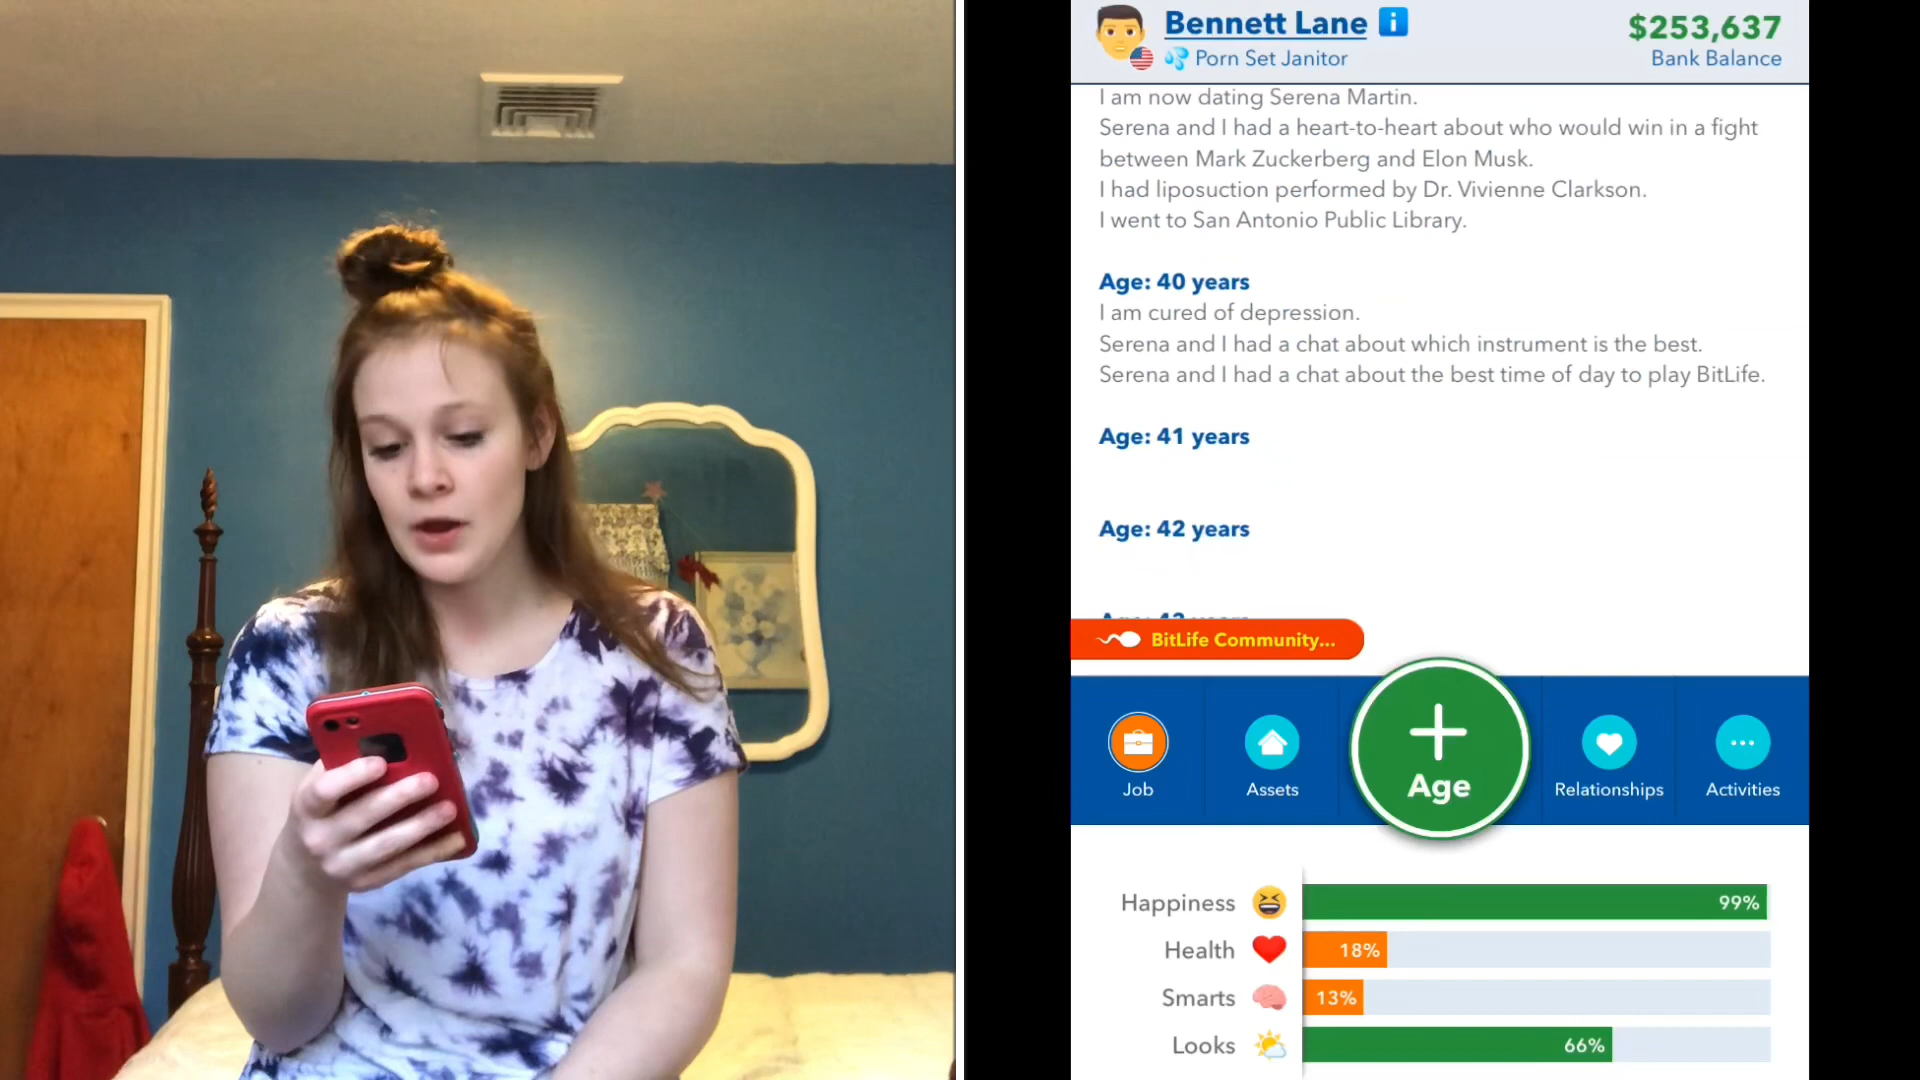 Bennett Lane
$253,637
Porn Set Janitor
Bank Balance
I am now dating Serena Martin.
Serena and I had a heart-to-heart about who would win in a fight
between Mark Zuckerberg and Elon Musk.
I had liposuction performed by Dr. Vivienne Clarkson.
I went to San Antonio Public Library.
Age: 40 years
I am cured of depression.
Serena and I had a chat about which instrument is the best.
Serena and I had a chat about the best time of day to play BitLife.
Age: 41 years
Age: 42 years
Age: 43 years
BitLife Community...
Job
Assets
Age
Relationships
Activities
Happiness 99%
Health 18%
Smarts 13%
Looks 66%